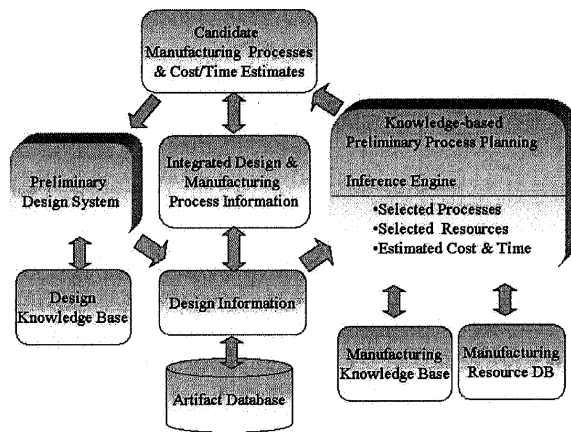 Candidate
Manufacturing Processes
& Cost/Time Estimates
Knowledge-based
Preliminary Process Planning
Inference Engine
•Selected Processes
•Selected Resources
•Estimated Cost & Time
Preliminary
Design System
Integrated Design &
Manufacturing
Process Information
Design
Knowledge Base
Design Information
Artifact Database
Manufacturing
Knowledge Base
Manufacturing
Resource DB